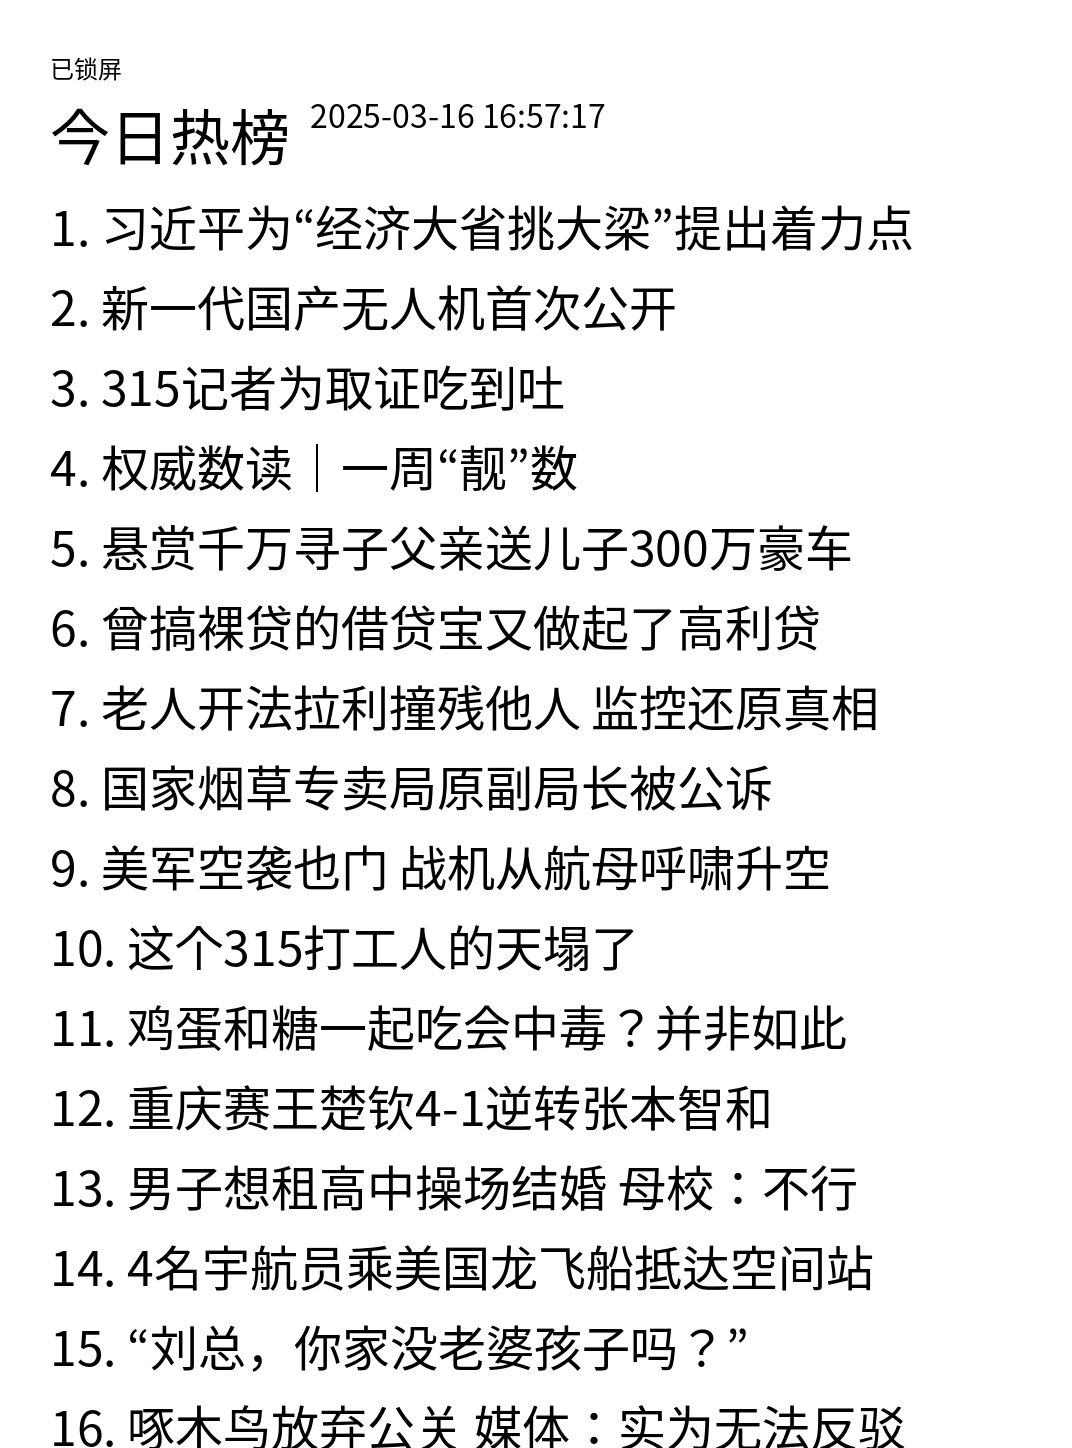 已锁屏
今日热榜 2025-03-16 16:57:17
1. 习近平为“经济大省挑大梁”提出着力点
2. 新一代国产无人机首次公开
3. 315记者为取证吃到吐
4. 权威数读｜一周“靓”数
5. 悬赏千万寻子父亲送儿子300万豪车
6. 曾搞裸贷的借贷宝又做起了高利贷
7. 老人开法拉利撞残他人 监控还原真相
8. 国家烟草专卖局原副局长被公诉
9. 美军空袭也门 战机从航母呼啸升空
10. 这个315打工人的天塌了
11. 鸡蛋和糖一起吃会中毒？并非如此
12. 重庆赛王楚钦4-1逆转张本智和
13. 男子想租高中操场结婚 母校：不行
14. 4名宇航员乘美国龙飞船抵达空间站
15. “刘总，你家没老婆孩子吗？”
16. 啄木鸟放弃公关 媒体：实为无法反驳